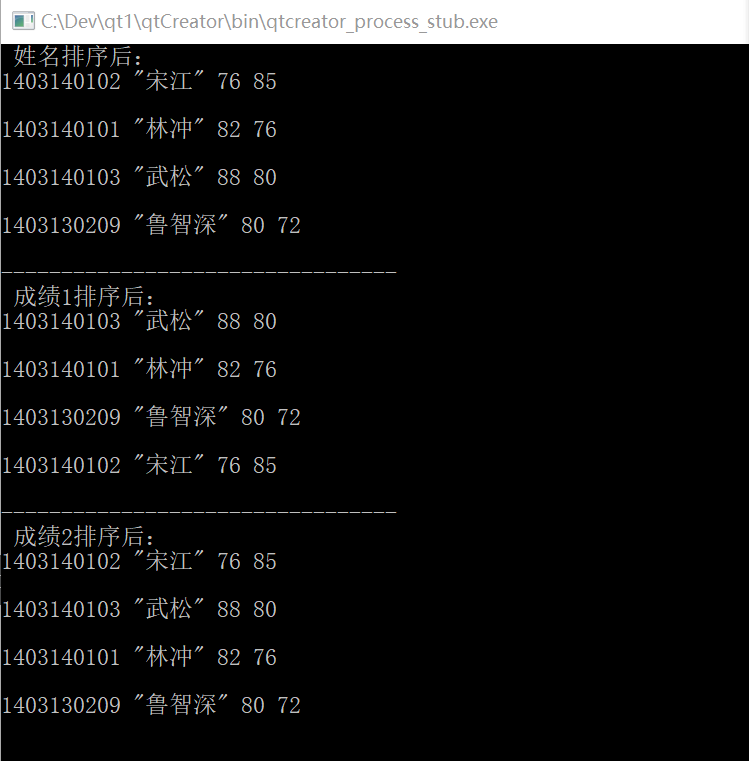 C:\Dev\qt1\qtCreator\bin\qtcreator_process_stub.exe
姓名排序后:
1403140102 "宋江" 76 85
1403140101 "林冲" 82 76
1403140103 "武松" 88 80
1403130209 "鲁智深" 80 72
---------------------------------
成绩1排序后:
1403140103 "武松" 88 80
1403140101 "林冲" 82 76
1403130209 "鲁智深" 80 72
1403140102 "宋江" 76 85
---------------------------------
成绩2排序后:
1403140102 "宋江" 76 85
1403140103 "武松" 88 80
1403140101 "林冲" 82 76
1403130209 "鲁智深" 80 72